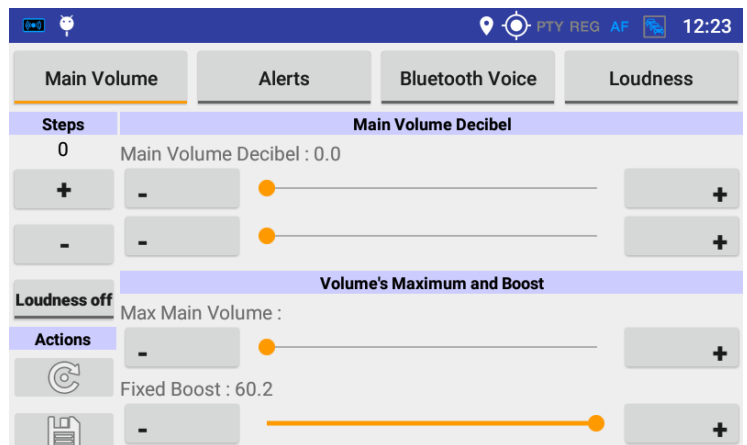 PTY REG AF 12:23
Main Volume
Alerts
Bluetooth Voice
Loudness
Steps
Main Volume Decibel
0
Main Volume Decibel : 0.0
+
-
+
-
-
+
Volume's Maximum and Boost
Loudness off
Max Main Volume :
Actions
-
+
Fixed Boost : 60.2
-
+